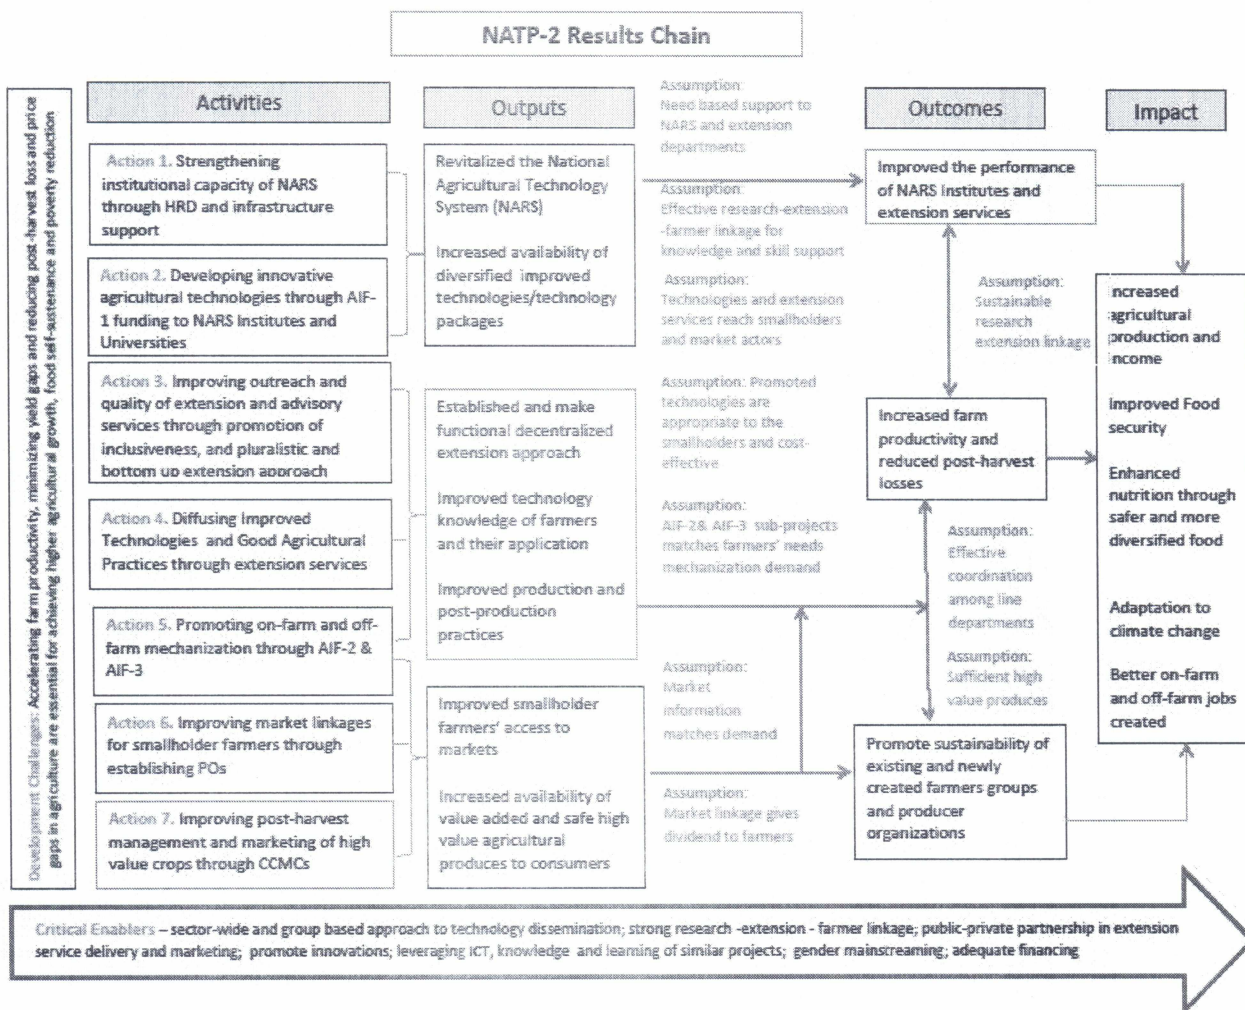 NATP-2 Results Chain
Development Challenges: Accelerating farm productivity, minimizing yield gaps and reducing post-harvest loss and price
gaps in agriculture are essential for achieving higher agricultural growth, food self-sustenance and poverty reduction
Activities
Action 1. Strengthening
institutional capacity of NARS
through HRD and infrastructure
support
Action 2. Developing innovative
agricultural technologies through AIF-
1 funding to NARS Institutes and
Universities
Action 3. Improving outreach and
quality of extension and advisory
services through promotion of
inclusiveness, and pluralistic and
bottom up extension approach
Action 4. Diffusing Improved
Technologies and Good Agricultural
Practices through extension services
Action 5. Promoting on-farm and off-
farm mechanization through AIF-2 &
AIF-3
Action 6. Improving market linkages
for smallholder farmers through
establishing POs
Action 7. Improving post-harvest
management and marketing of high
value crops through CCMCs
Outputs
Revitalized the National
Agricultural Technology
System (NARS)
Increased availability of
diversified improved
technologies/technology
packages
Established and make
functional decentralized
extension approach
Improved technology
knowledge of farmers
and their application
Improved production and
post-production
practices
Improved smallholder
farmers' access to
markets
Increased availability of
value added and safe high
value agricultural
produces to consumers
Assumption:
Need based support to
NARS and extension
departments
Assumption:
Effective research-extension
-farmer linkage for
knowledge and skill support
Assumption:
Technologies and extension
services reach smallholders
and market actors
Assumption: Promoted
technologies are
appropriate to the
smallholders and cost-
effective
Assumption:
AIF-2& AIF-3 sub-projects
matches farmers' needs
mechanization demand
Assumption:
Market
information
matches demand
Assumption:
Market linkage gives
dividend to farmers
Outcomes
Improved the performance
of NARS Institutes and
extension services
Assumption:
Sustainable
research
extension linkage
Increased farm
productivity and
reduced post-harvest
losses
Assumption:
Effective
coordination
among line
departments
Assumption:
Sufficient high
value produces
Promote sustainability of
existing and newly
created farmers groups
and producer
organizations
Impact
Increased
agricultural
production and
income
Improved Food
security
Enhanced
nutrition through
safer and more
diversified food
Adaptation to
climate change
Better on-farm
and off-farm jobs
created
Critical Enablers – sector-wide and group based approach to technology dissemination; strong research -extension - farmer linkage; public-private partnership in extension
service delivery and marketing; promote innovations; leveraging ICT, knowledge and learning of similar projects; gender mainstreaming; adequate financing